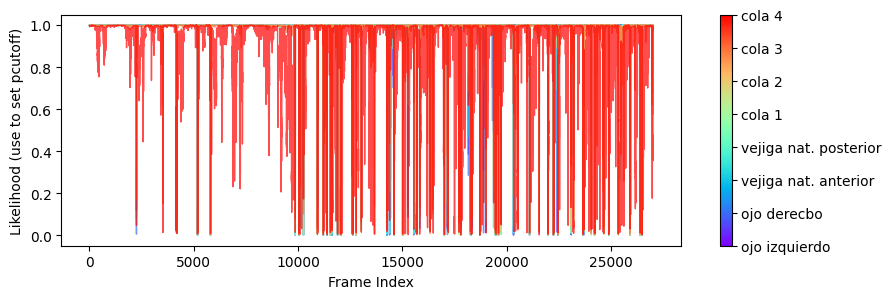 Likelihood (use to set pcutoff)
1.0
0.8
0.6
0.4
0.2
0.0
0
5000
10000
15000
20000
25000
Frame Index
cola 4
cola 3
cola 2
cola 1
vejiga nat. posterior
vejiga nat. anterior
ojo derecbo
ojo izquierdo